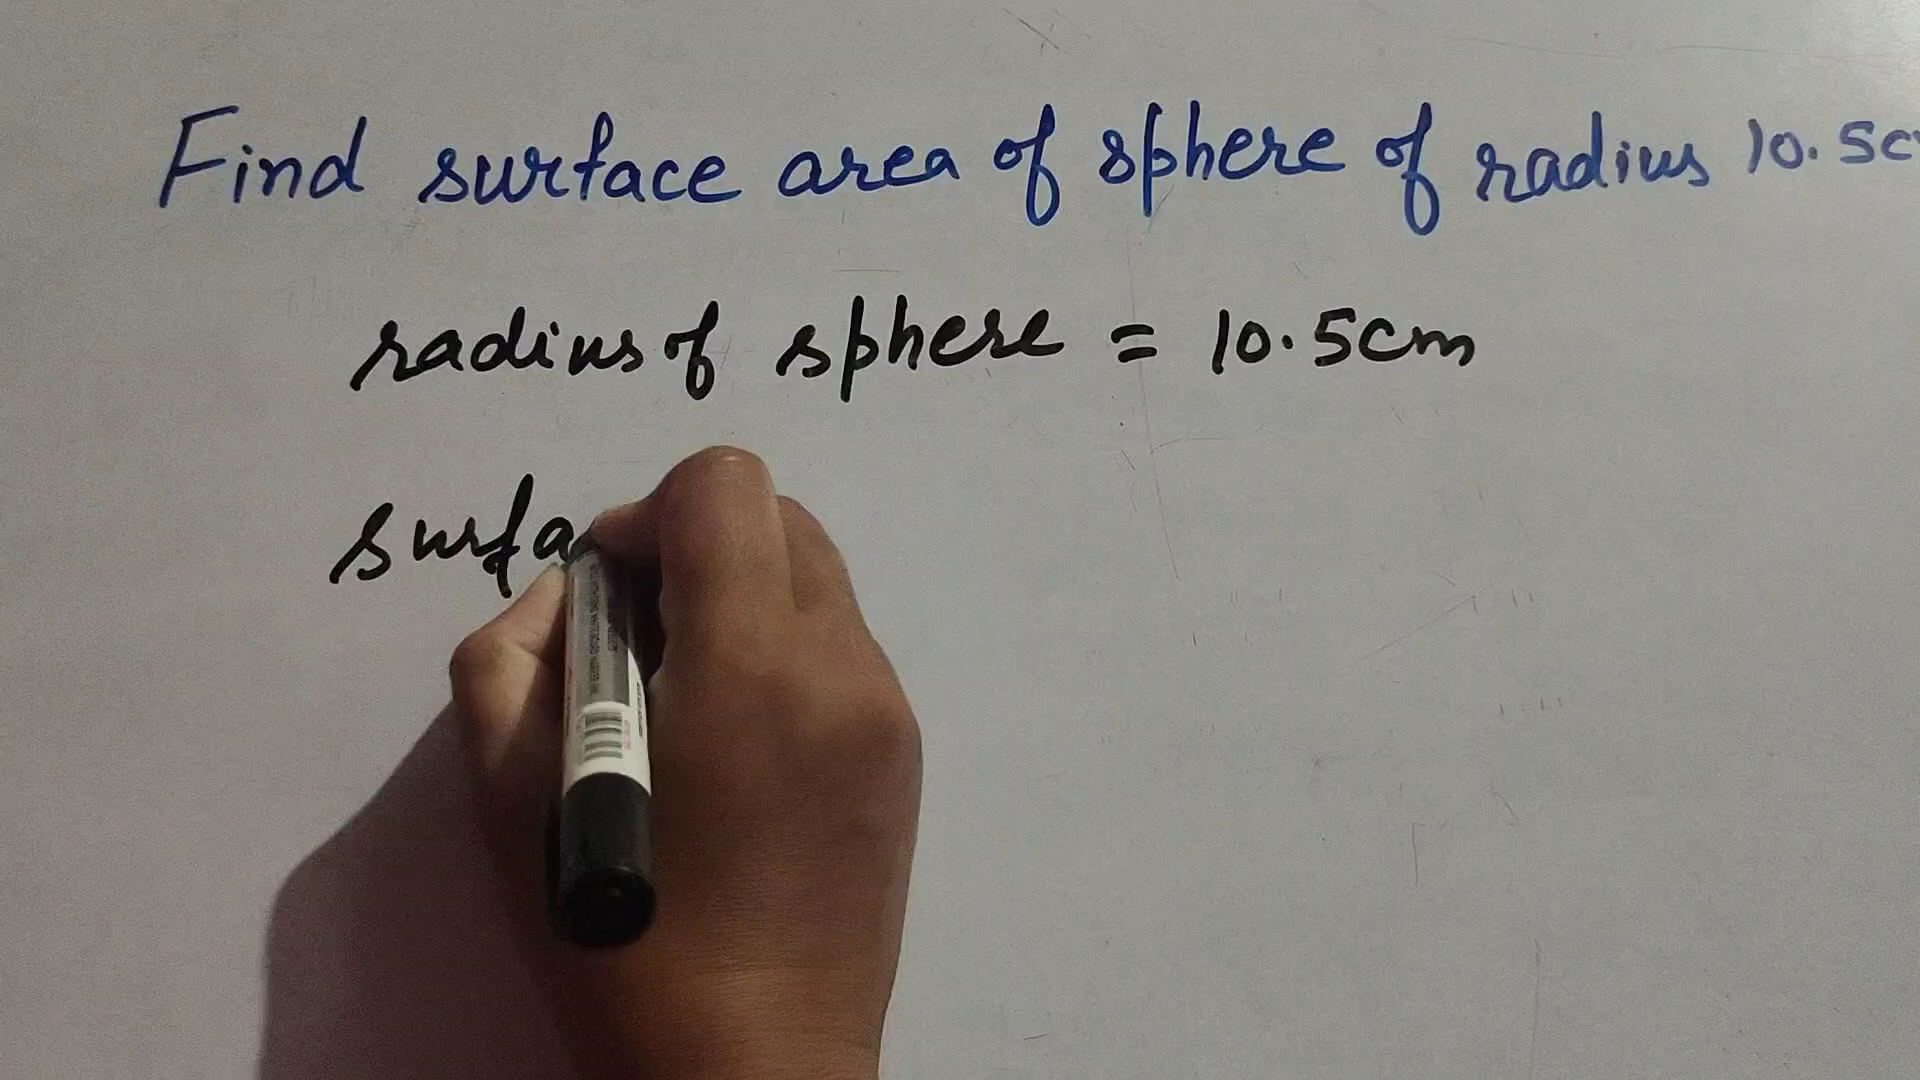 Find surface area of sphere of radius 10.5c
radius of sphere = 10.5cm
surfa